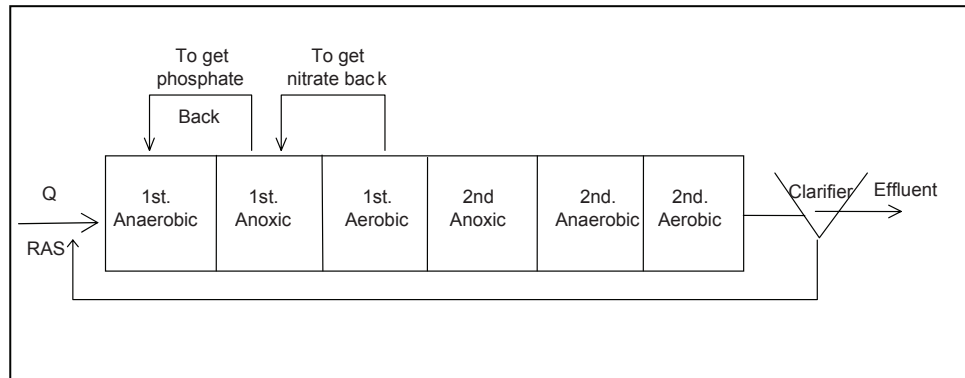 To get
phosphate
Back
To get
nitrate back
Q
RAS
1st.
Anaerobic
1st.
Anoxic
1st.
Aerobic
2nd
Anoxic
2nd.
Anaerobic
2nd.
Aerobic
Clarifier
Effluent